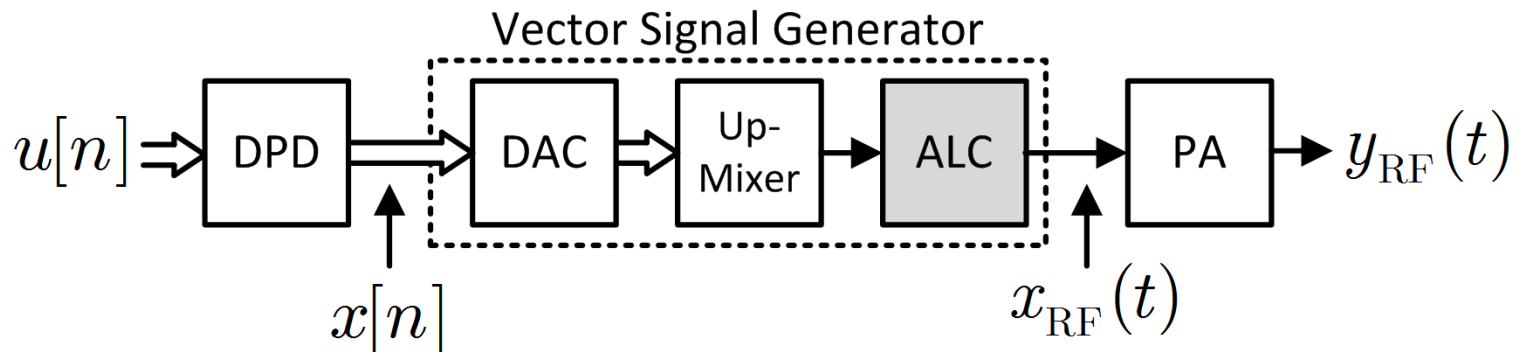 Vector Signal Generator
u[n]
DPD
DAC
Up-
Mixer
ALC
PA
y_RF(t)
x[n]
x_RF(t)